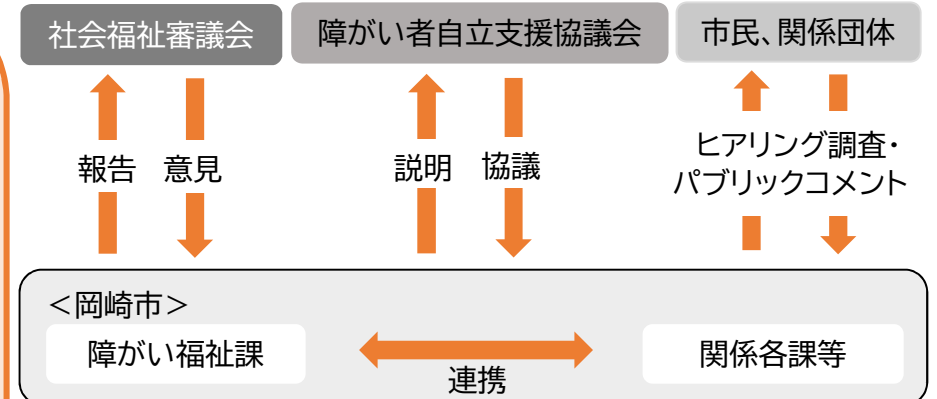 社会福祉審議会
障がい者自立支援協議会
市民、関係団体
報告
意見
説明
協議
ヒアリング調査・
パブリックコメント
＜岡崎市＞
障がい福祉課
連携
関係各課等